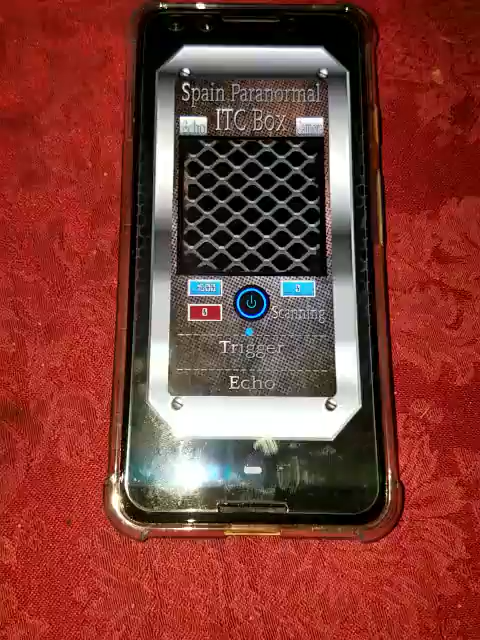 Spain Paranormal
ITC Box
Echo
0
Scanning
Trigger
Echo